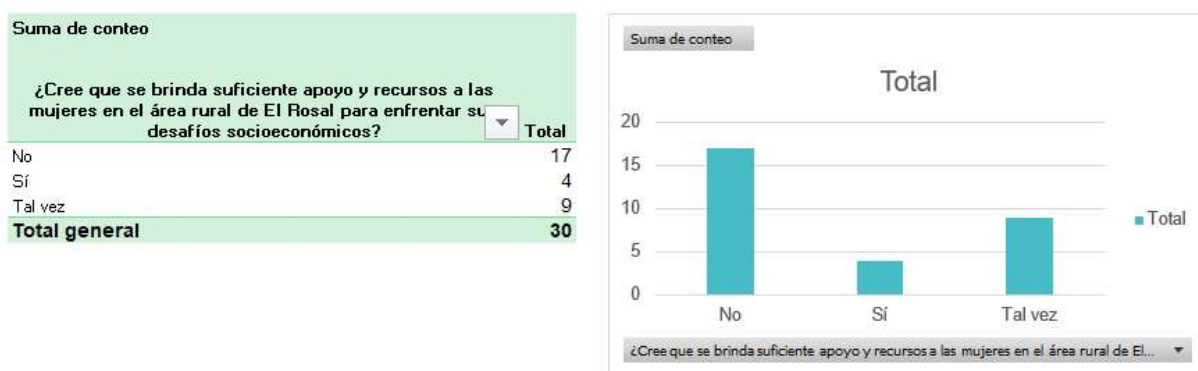 Suma de conteo
¿Cree que se brinda suficiente apoyo y recursos a las
mujeres en el área rural de El Rosal para enfrentar su
desafíos socioeconómicos? Total
No 17
Sí 4
Tal vez 9
Total general 30
Suma de conteo
Total
20
15
10
5
0
No Sí Tal vez
Total
¿Cree que se brinda suficiente apoyo y recursos a las mujeres en el área rural de El...